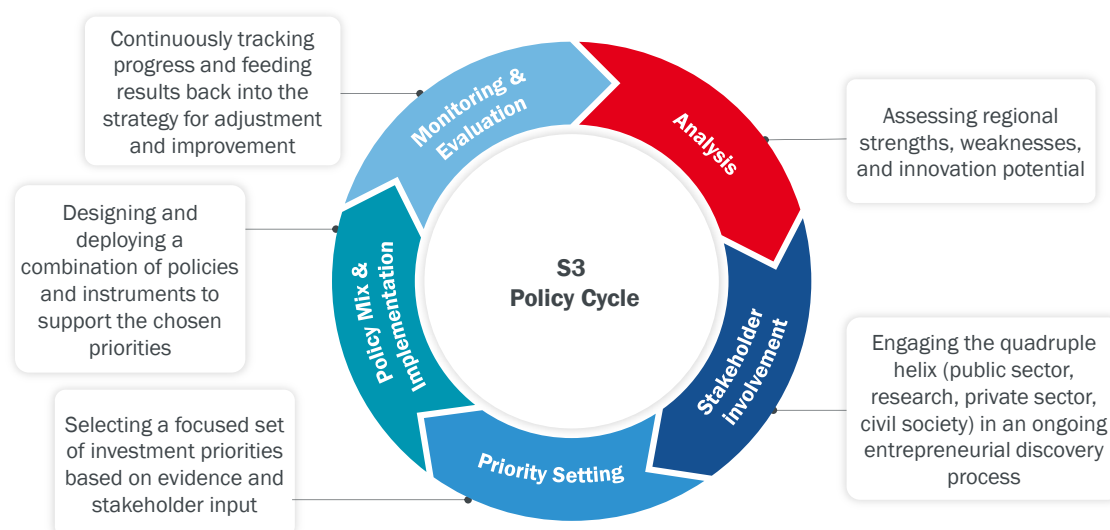 Continuously tracking
progress and feeding
results back into the
strategy for adjustment
and improvement
Monitoring &
Evaluation
Analysis
Assessing regional
strengths, weaknesses,
and innovation potential
Designing and
deploying a
combination of policies
and instruments to
support the chosen
priorities
Policy Mix &
Implementation
S3
Policy Cycle
Stakeholder
involvement
Engaging the quadruple
helix (public sector,
research, private sector,
civil society) in an ongoing
entrepreneurial discovery
process
Selecting a focused set
of investment priorities
based on evidence and
stakeholder input
Priority Setting